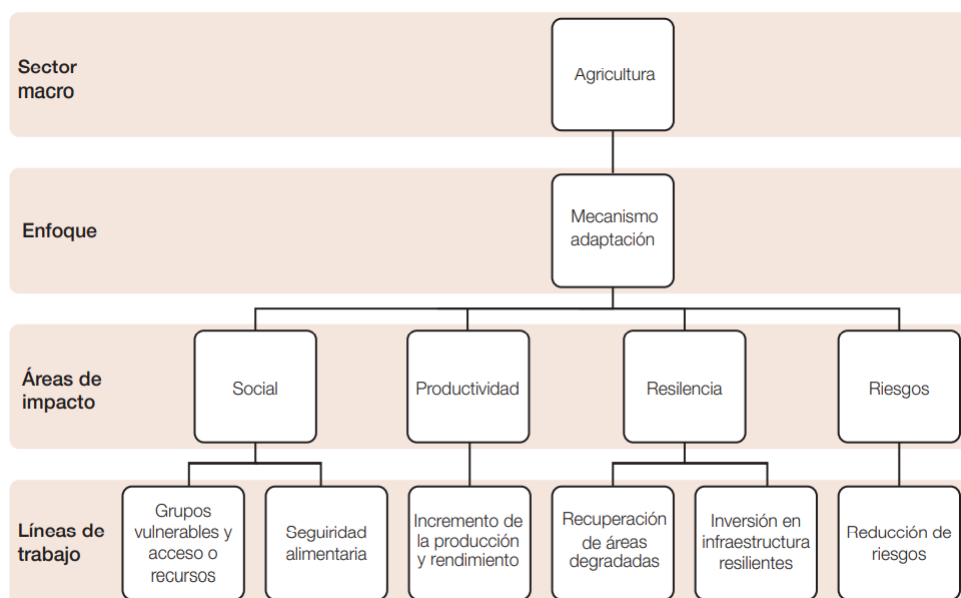 Sector
macro
Agricultura
Enfoque
Mecanismo
adaptación
Áreas de
impacto
Social
Productividad
Resilencia
Riesgos
Líneas de
trabajo
Grupos
vulnerables y
acceso o
recursos
Seguiridad
alimentaria
Incremento de
la producción
y rendimiento
Recuperación
de áreas
degradadas
Inversión en
infraestructura
resilientes
Reducción de
riesgos